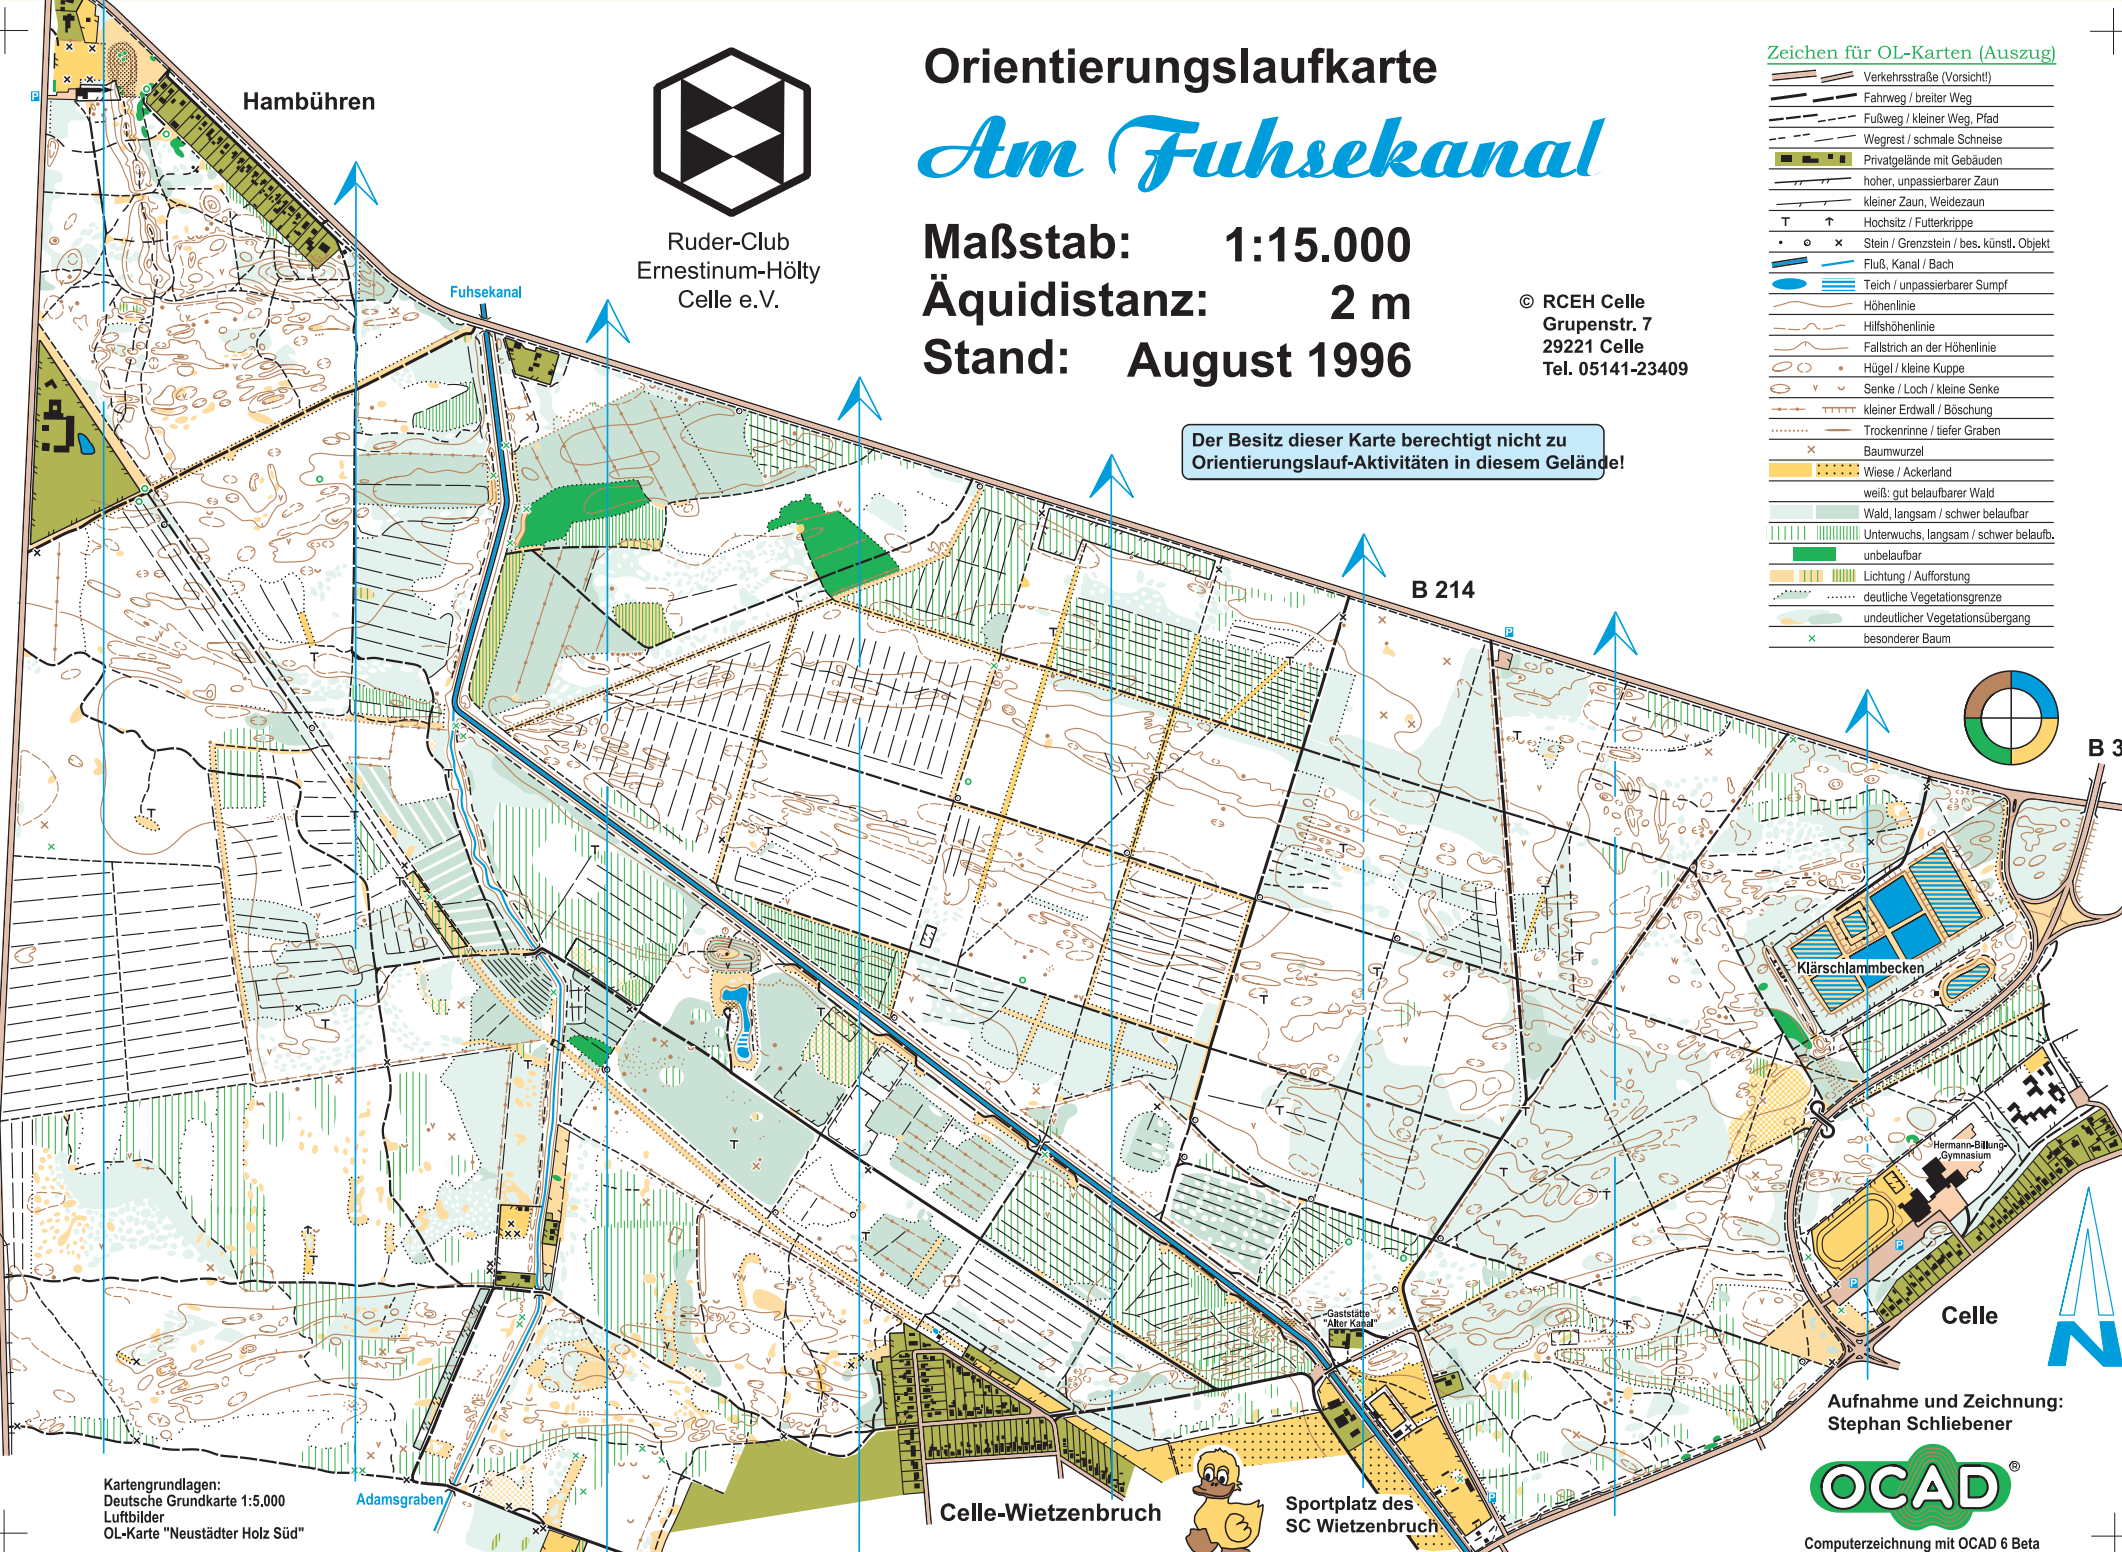 Orientierungslaufkarte
Am Fuhsekanal
Maßstab: 1:15.000
Äquidistanz: 2 m
Stand: August 1996
Ruder-Club
Ernestinum-Hölty
Celle e.V.
© RCEH Celle
Grupenstr. 7
29221 Celle
Tel. 05141-23409
Der Besitz dieser Karte berechtigt nicht zu
Orientierungslauf-Aktivitäten in diesem Gelände!
Zeichen für OL-Karten (Auszug)
Verkehrsstraße (Vorsicht!)
Fahrweg / breiter Weg
Fußweg / kleiner Weg, Pfad
Wegrest / schmale Schneise
Privatgelände mit Gebäuden
hoher, unpassierbarer Zaun
kleiner Zaun, Weidezaun
Hochsitz / Futterkrippe
Stein / Grenzstein / bes. künstl. Objekt
Fluß, Kanal / Bach
Teich / unpassierbarer Sumpf
Höhenlinie
Hilfshöhenlinie
Fallstrich an der Höhenlinie
Hügel / kleine Kuppe
Senke / Loch / kleine Senke
kleiner Erdwall / Böschung
Trockenrinne / tiefer Graben
Baumwurzel
Wiese / Ackerland
weiß: gut belaufbarer Wald
Wald, langsam / schwer belaufbar
Unterwuchs, langsam / schwer belaufb.
unbelaufbar
Lichtung / Aufforstung
deutliche Vegetationsgrenze
undeutlicher Vegetationsübergang
besonderer Baum
Hambühren
Fuhsekanal
B 214
B 3
Klärschlammbecken
Hermann-Billung-
Gymnasium
Gaststätte
"Alter Kanal"
Celle
N
Adamsgraben
Celle-Wietzenbruch
Sportplatz des
SC Wietzenbruch
Kartengrundlagen:
Deutsche Grundkarte 1:5.000
Luftbilder
OL-Karte "Neustädter Holz Süd"
Aufnahme und Zeichnung:
Stephan Schliebener
OCAD®
Computerzeichnung mit OCAD 6 Beta